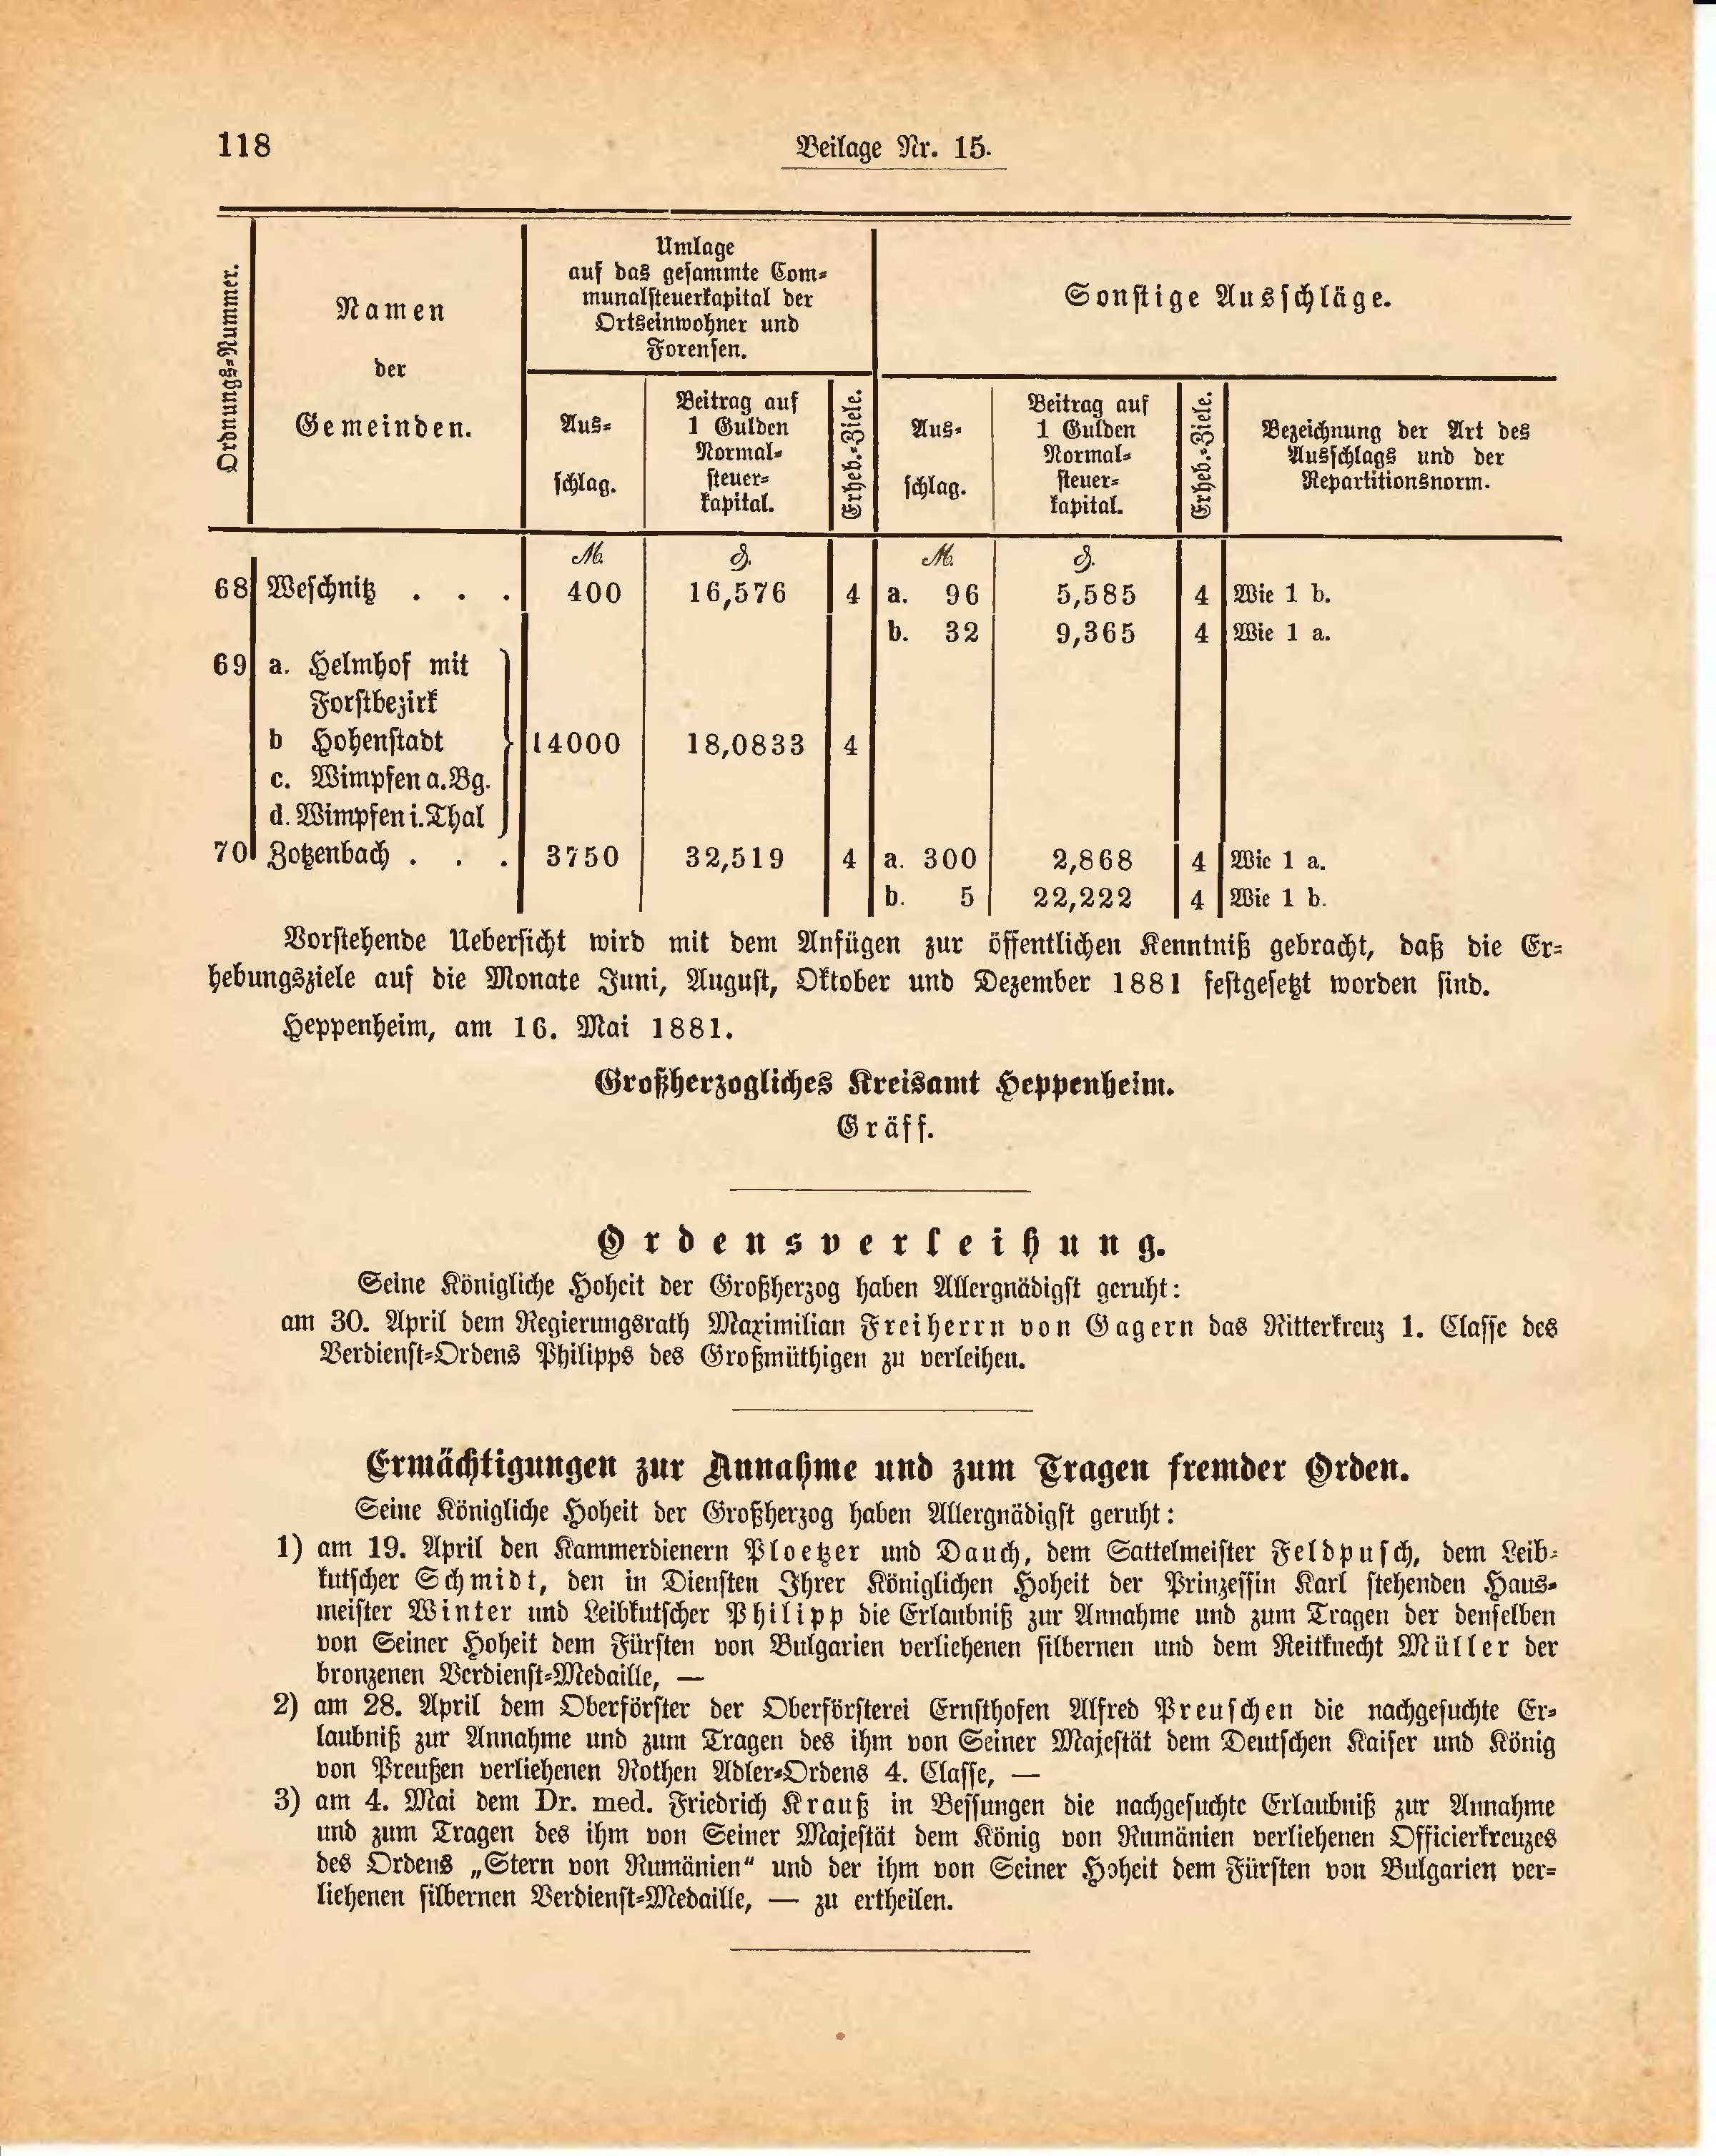 118
Beilage Nr. 15.
Ordnungs-Nummer.
Namen
der
Gemeinden.
Umlage
auf das gesammte Com-
munalsteuerkapital der
Ortseinwohner und
Forensen.
Sonstige Ausschläge.
Aus-
schlag.
Beitrag auf
1 Gulden
Normal-
steuer-
kapital.
Erheb.-Ziele.
Aus-
schlag.
Beitrag auf
1 Gulden
Normal-
steuer-
kapital.
Erheb.-Ziele.
Bezeichnung der Art des
Ausschlags und der
Repartitionsnorm.
M. ₰. M. ₰.
68 Weschnitz . . . 400 16,576 4 a. 96 5,585 4 Wie 1 b.
b. 32 9,365 4 Wie 1 a.
69 a. Helmhof mit
Forstbezirk
b Hohenstadt 14000 18,0833 4
c. Wimpfen a. Bg.
d. Wimpfen i. Thal
70 Zotzenbach . . . 3750 32,519 4 a. 300 2,868 4 Wie 1 a.
b. 5 22,222 4 Wie 1 b.
Vorstehende Uebersicht wird mit dem Anfügen zur öffentlichen Kenntniß gebracht, daß die Er-
hebungsziele auf die Monate Juni, August, Oktober und Dezember 1881 festgesetzt worden sind.
Heppenheim, am 16. Mai 1881.
Großherzogliches Kreisamt Heppenheim.
Gräff.
Ordensverleihung.
Seine Königliche Hoheit der Großherzog haben Allergnädigst geruht:
am 30. April dem Regierungsrath Maximilian Freiherrn von Gagern das Ritterkreuz 1. Classe des
Verdienst-Ordens Philipps des Großmüthigen zu verleihen.
Ermächtigungen zur Annahme und zum Tragen fremder Orden.
Seine Königliche Hoheit der Großherzog haben Allergnädigst geruht:
1) am 19. April den Kammerdienern Ploetzer und Dauch, dem Sattelmeister Feldpusch, dem Leib-
kutscher Schmidt, den in Diensten Ihrer Königlichen Hoheit der Prinzessin Karl stehenden Haus-
meister Winter und Leibkutscher Philipp die Erlaubniß zur Annahme und zum Tragen der denselben
von Seiner Hoheit dem Fürsten von Bulgarien verliehenen silbernen und dem Reitknecht Müller der
bronzenen Verdienst-Medaille, —
2) am 28. April dem Oberförster der Oberförsterei Ernsthofen Alfred Preuschen die nachgesuchte Er-
laubniß zur Annahme und zum Tragen des ihm von Seiner Majestät dem Deutschen Kaiser und König
von Preußen verliehenen Rothen Adler-Ordens 4. Classe, —
3) am 4. Mai dem Dr. med. Friedrich Krauß in Bessungen die nachgesuchte Erlaubniß zur Annahme
und zum Tragen des ihm von Seiner Majestät dem König von Rumänien verliehenen Officierkreuzes
des Ordens „Stern von Rumänien“ und der ihm von Seiner Hoheit dem Fürsten von Bulgarien ver-
liehenen silbernen Verdienst-Medaille, — zu ertheilen.